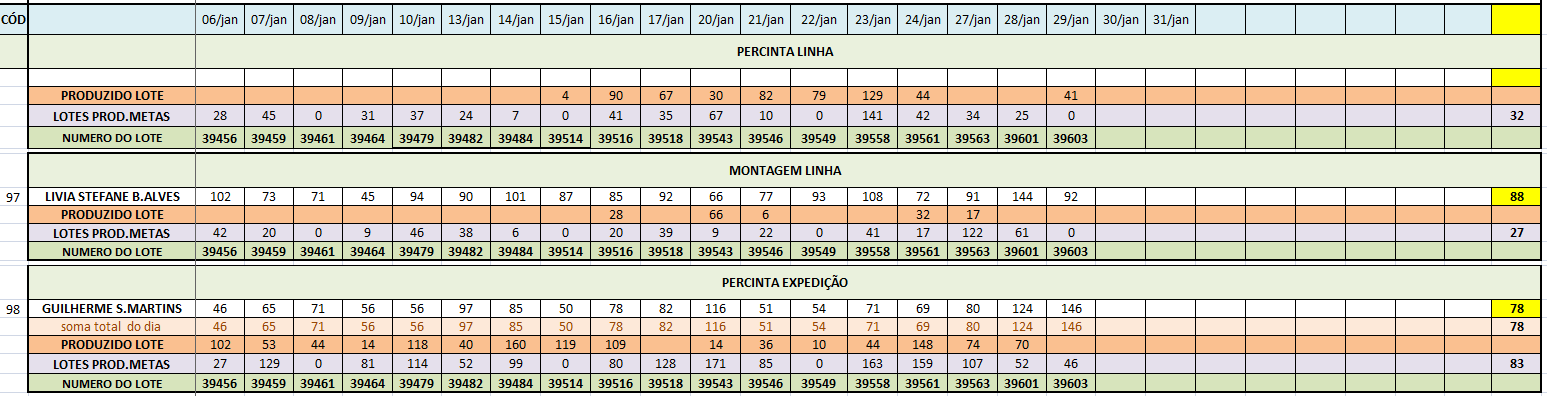 CÓD 06/jan 07/jan 08/jan 09/jan 10/jan 13/jan 14/jan 15/jan 16/jan 17/jan 20/jan 21/jan 22/jan 23/jan 24/jan 27/jan 28/jan 29/jan 30/jan 31/jan
PERCINTA LINHA
PRODUZIDO LOTE 4 90 67 30 82 79 129 44 41
LOTES PROD.METAS 28 45 0 31 37 24 7 0 41 35 67 10 0 141 42 34 25 0 32
NUMERO DO LOTE 39456 39459 39461 39464 39479 39482 39484 39514 39516 39518 39543 39546 39549 39558 39561 39563 39601 39603
MONTAGEM LINHA
97 LIVIA STEFANE B.ALVES 102 73 71 45 94 90 101 87 85 92 66 77 93 108 72 91 144 92 88
PRODUZIDO LOTE 28 66 6 32 17
LOTES PROD.METAS 42 20 0 9 46 38 6 0 20 39 9 22 0 41 17 122 61 0 27
NUMERO DO LOTE 39456 39459 39461 39464 39479 39482 39484 39514 39516 39518 39543 39546 39549 39558 39561 39563 39601 39603
PERCINTA EXPEDIÇÃO
98 GUILHERME S.MARTINS 46 65 71 56 56 97 85 50 78 82 116 51 54 71 69 80 124 146 78
soma total do dia 46 65 71 56 56 97 85 50 78 82 116 51 54 71 69 80 124 146 78
PRODUZIDO LOTE 102 53 44 14 118 40 160 119 109 14 36 10 44 148 74 70
LOTES PROD.METAS 27 129 0 81 114 52 99 0 80 128 171 85 0 163 159 107 52 46 83
NUMERO DO LOTE 39456 39459 39461 39464 39479 39482 39484 39514 39516 39518 39543 39546 39549 39558 39561 39563 39601 39603